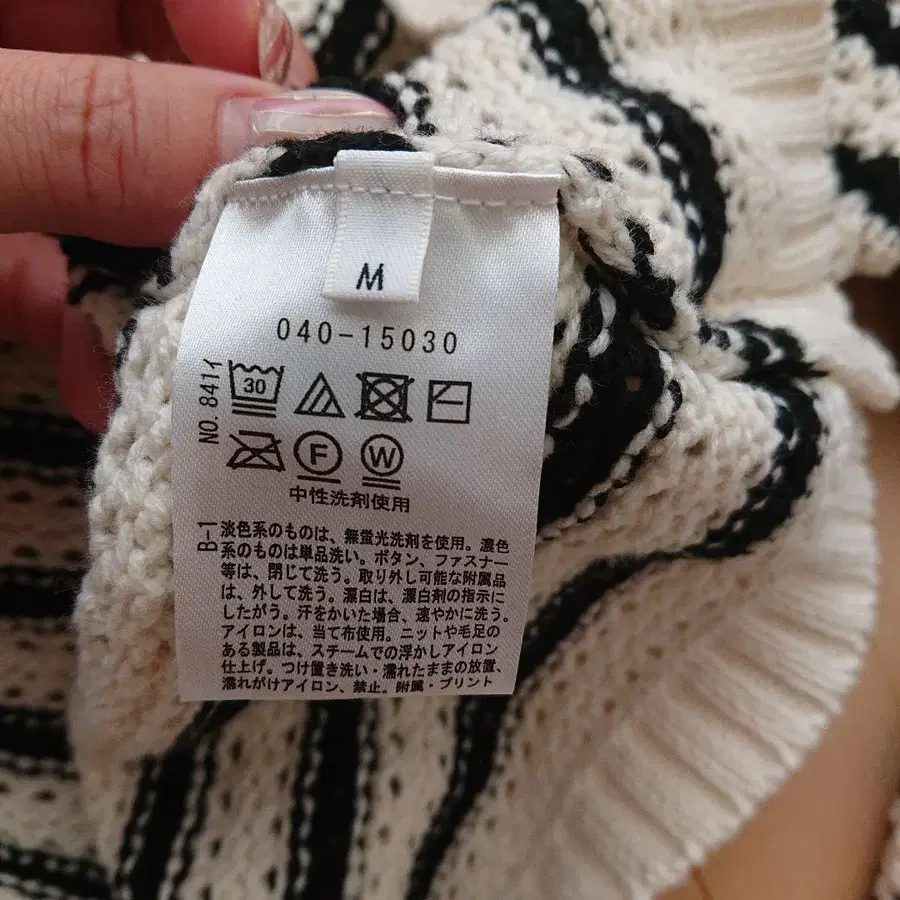 M
040-15030
NO. 841イ
30
F W
中性洗剤使用
B-1
淡色系のものは、無蛍光洗剤を使用。濃色
系のものは単品洗い。ボタン、ファスナー
等は、閉じて洗う。取り外し可能な附属品
は、外して洗う。漂白は、漂白剤の指示に
したがう。汗をかいた場合、速やかに洗う。
アイロンは、当て布使用。ニットや毛足の
ある製品は、スチームでの浮かしアイロン
仕上げ。つけ置き洗い・濡れたままの放置、
濡れがけアイロン、禁止。附属・プリント